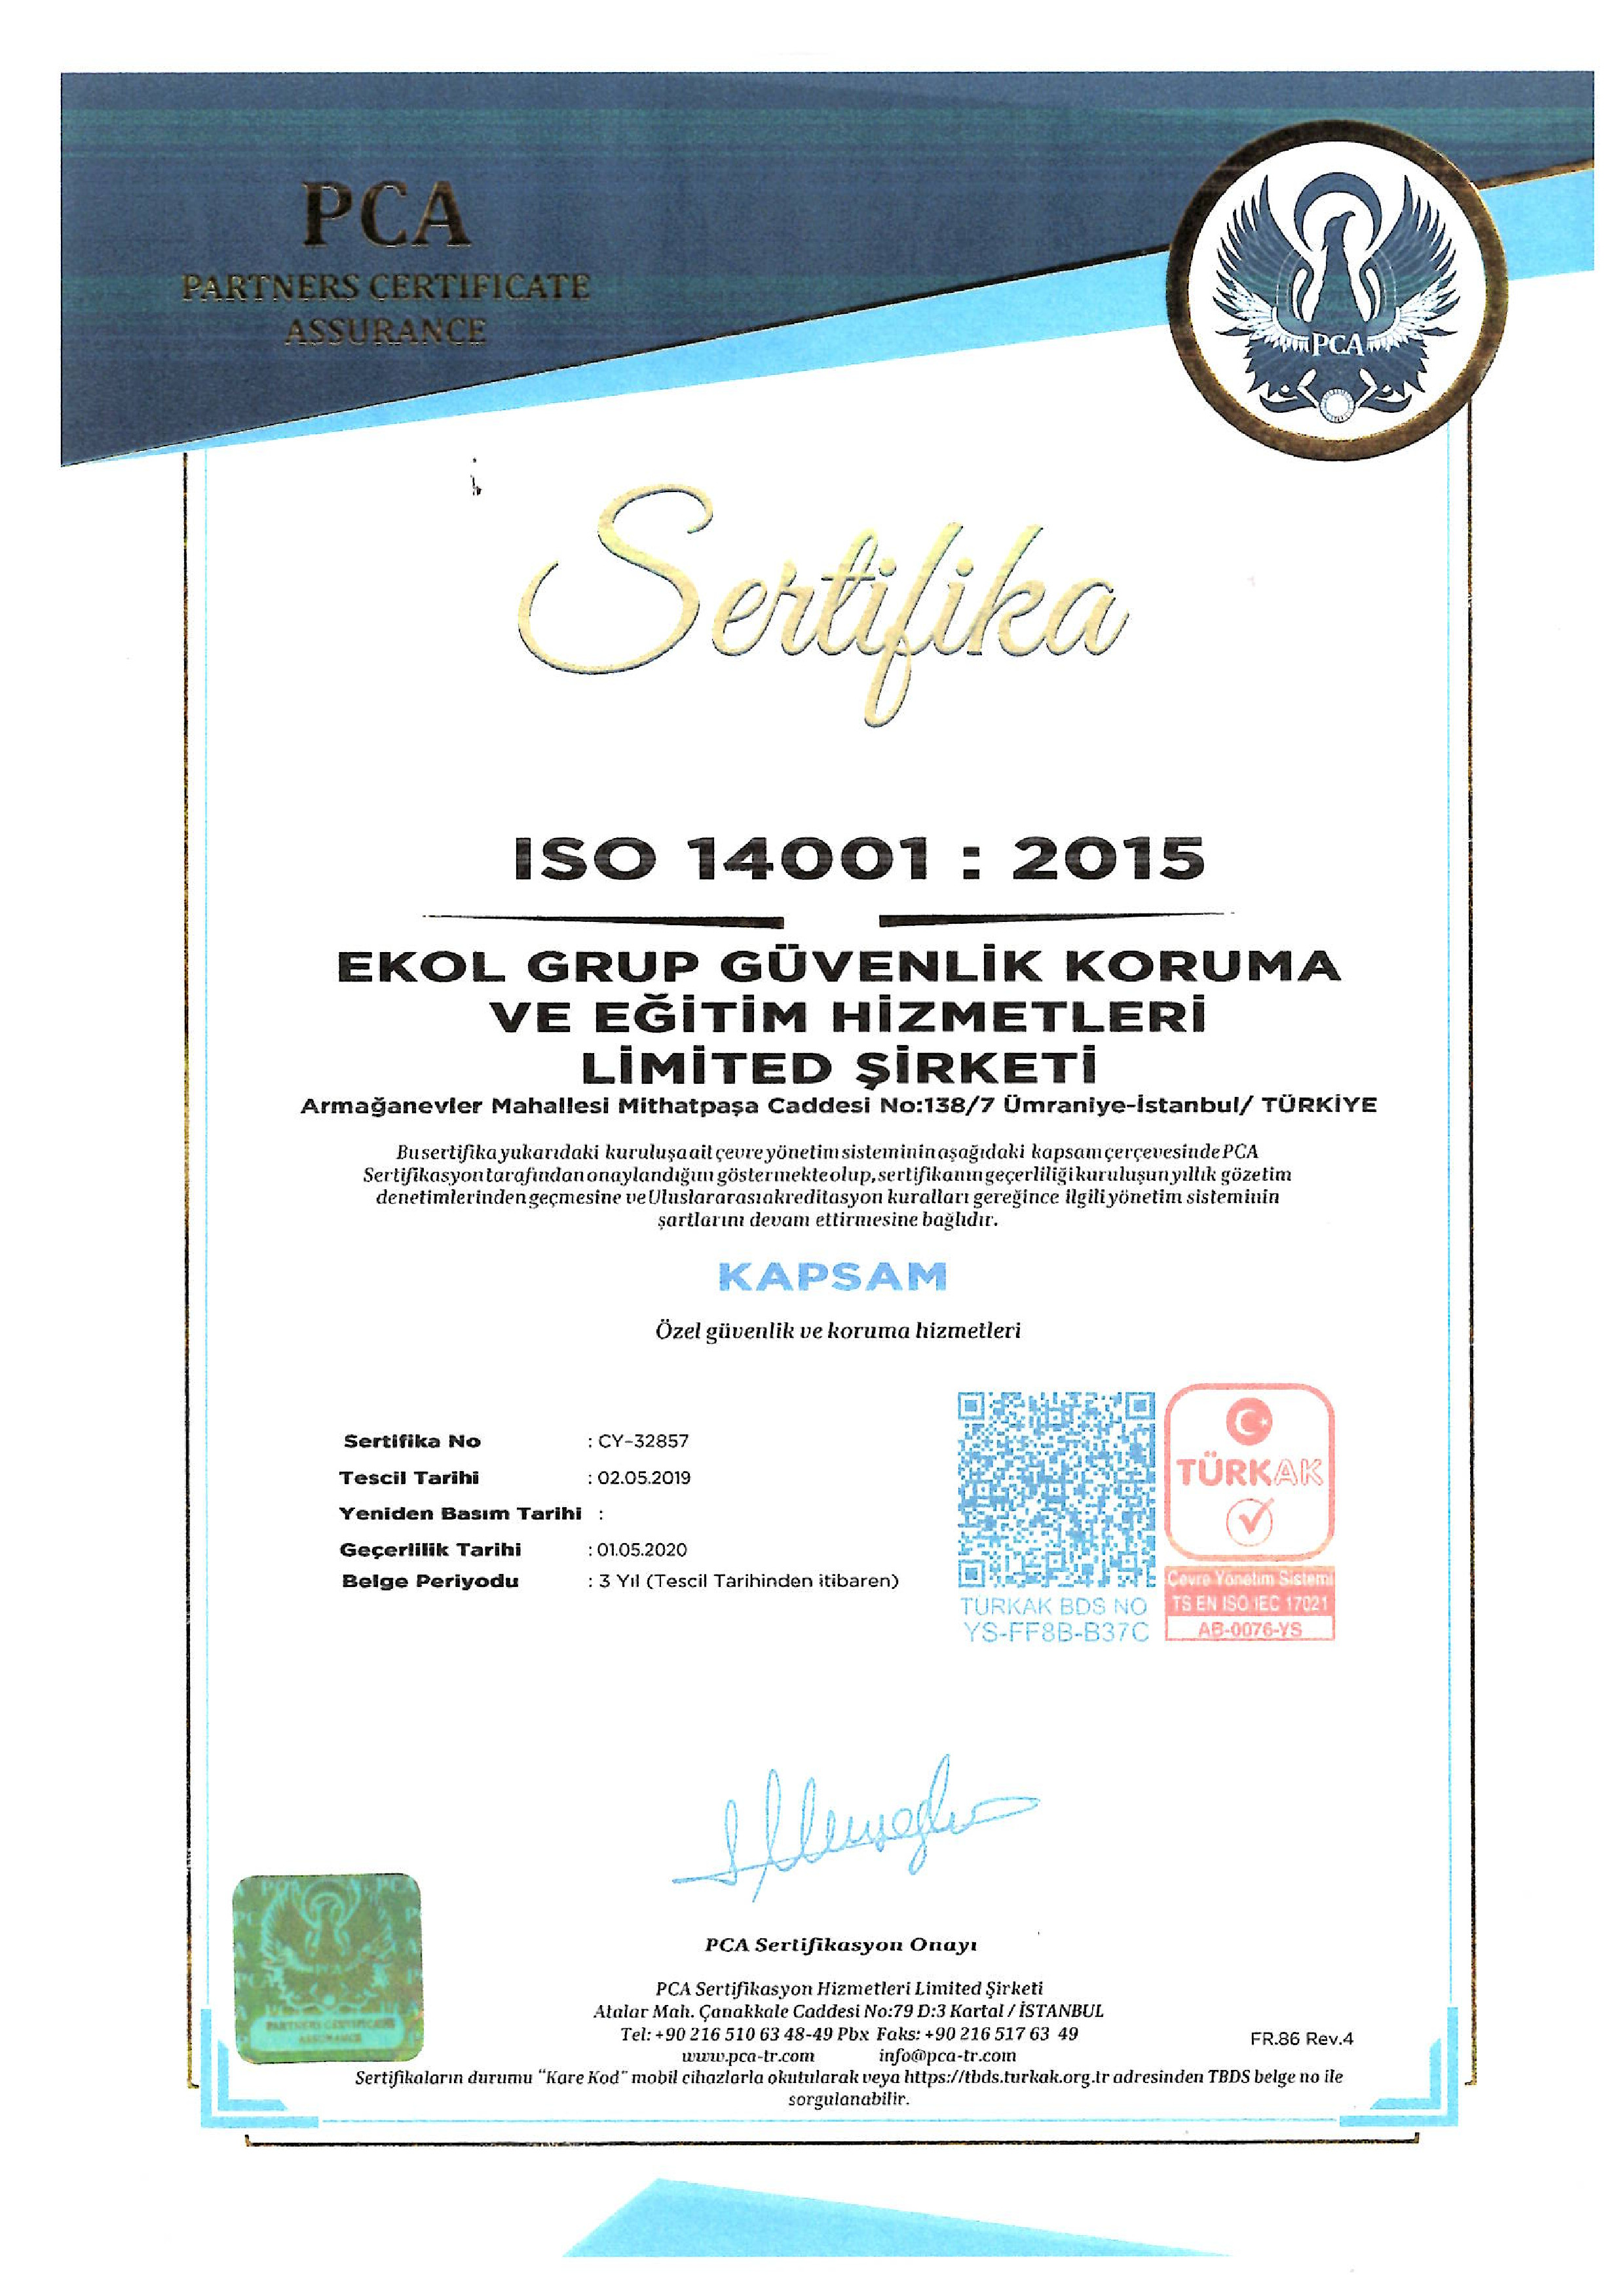 PCA
PARTNERS CERTIFICATE
ASSURANCE
PCA
Sertifika
ISO 14001 : 2015
EKOL GRUP GÜVENLİK KORUMA
VE EĞİTİM HİZMETLERİ
LİMİTED ŞİRKETİ
Armağanevler Mahallesi Mithatpaşa Caddesi No:138/7 Ümraniye-İstanbul/ TÜRKİYE
Bu sertifika yukarıdaki kuruluşa ait çevre yönetim sisteminin aşağıdaki kapsam çerçevesinde PCA
Sertifikasyon tarafından onaylandığını göstermekte olup, sertifikanın geçerliliği kuruluşun yıllık gözetim
denetimlerinden geçmesine ve Uluslararası akreditasyon kuralları gereğince ilgili yönetim sisteminin
şartlarını devam ettirmesine bağlıdır.
KAPSAM
Özel güvenlik ve koruma hizmetleri
Sertifika No : CY-32857
Tescil Tarihi : 02.05.2019
Yeniden Basım Tarihi :
Geçerlilik Tarihi : 01.05.2020
Belge Periyodu : 3 Yıl (Tescil Tarihinden itibaren)
TÜRKAK BDS NO
YS-FF8B-B37C
TÜRKAK
Çevre Yönetim Sistemi
TS EN ISO IEC 17021
AB-0076-YS
PCA
PARTNERS CERTIFICATE
ASSURANCE
PCA Sertifikasyon Onayı
PCA Sertifikasyon Hizmetleri Limited Şirketi
Atalar Mah. Çanakkale Caddesi No:79 D:3 Kartal / İSTANBUL
Tel: +90 216 510 63 48-49 Pbx Faks: +90 216 517 63 49
www.pca-tr.com info@pca-tr.com
FR.86 Rev.4
Sertifikaların durumu "Kare Kod" mobil cihazlarla okutularak veya https://tbds.turkak.org.tr adresinden TBDS belge no ile
sorgulanabilir.